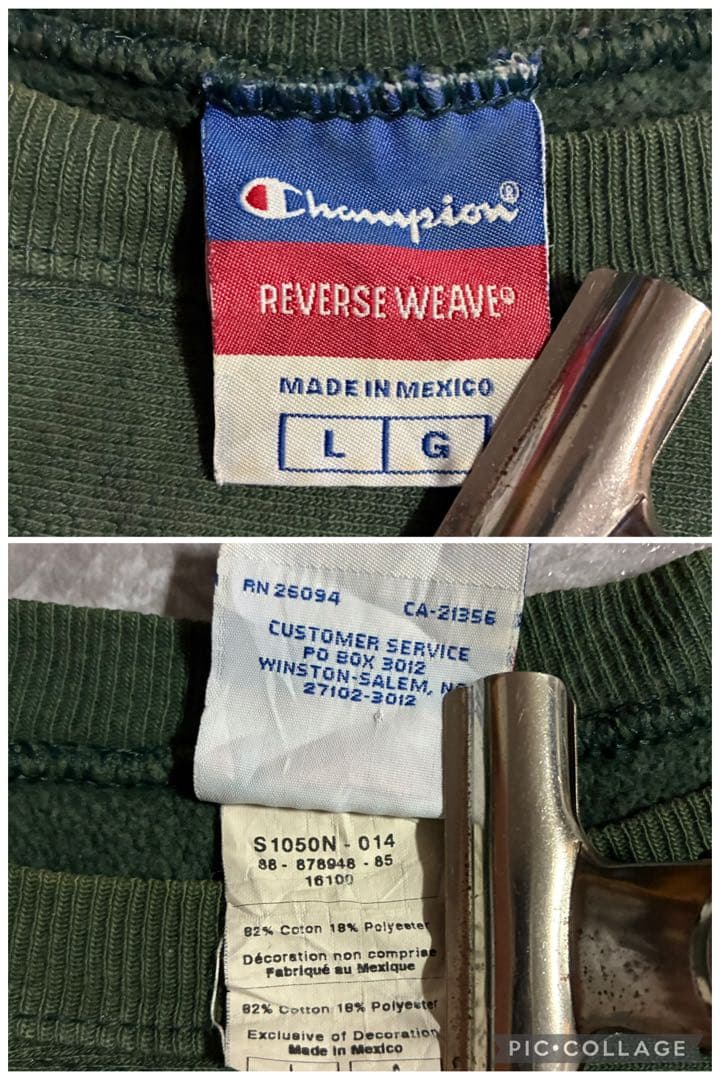 Champion®
REVERSE WEAVE®
MADE IN MEXICO
L G
RN 26094 CA-21356
CUSTOMER SERVICE
PO BOX 3012
WINSTON-SALEM,
27102-3012
S1050N - 014
88 - 878948 - 85
16100
82% Coton 18% Polyester
Décoration non comprise
Fabriqué au Mexique
82% Cotton 18% Polyester
Exclusive of Decoration
Made in Mexico
PIC•COLLAGE